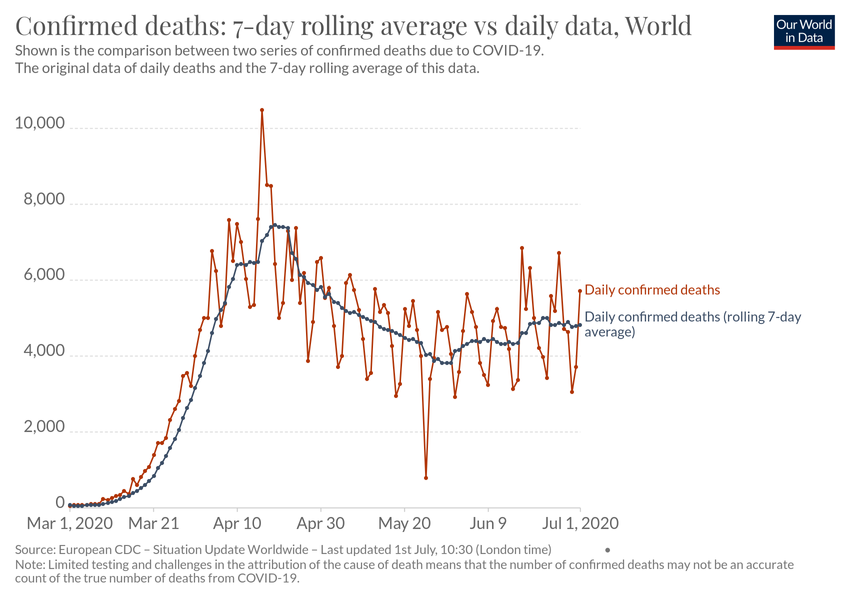 Confirmed deaths: 7-day rolling average vs daily data, World
Our World
in Data
Shown is the comparison between two series of confirmed deaths due to COVID-19.
The original data of daily deaths and the 7-day rolling average of this data.
10,000
8,000
6,000
4,000
2,000
0
Daily confirmed deaths
Daily confirmed deaths (rolling 7-day
average)
Mar 1, 2020 Mar 21 Apr 10 Apr 30 May 20 Jun 9 Jul 1, 2020
Source: European CDC – Situation Update Worldwide – Last updated 1st July, 10:30 (London time)
Note: Limited testing and challenges in the attribution of the cause of death means that the number of confirmed deaths may not be an accurate
count of the true number of deaths from COVID-19.